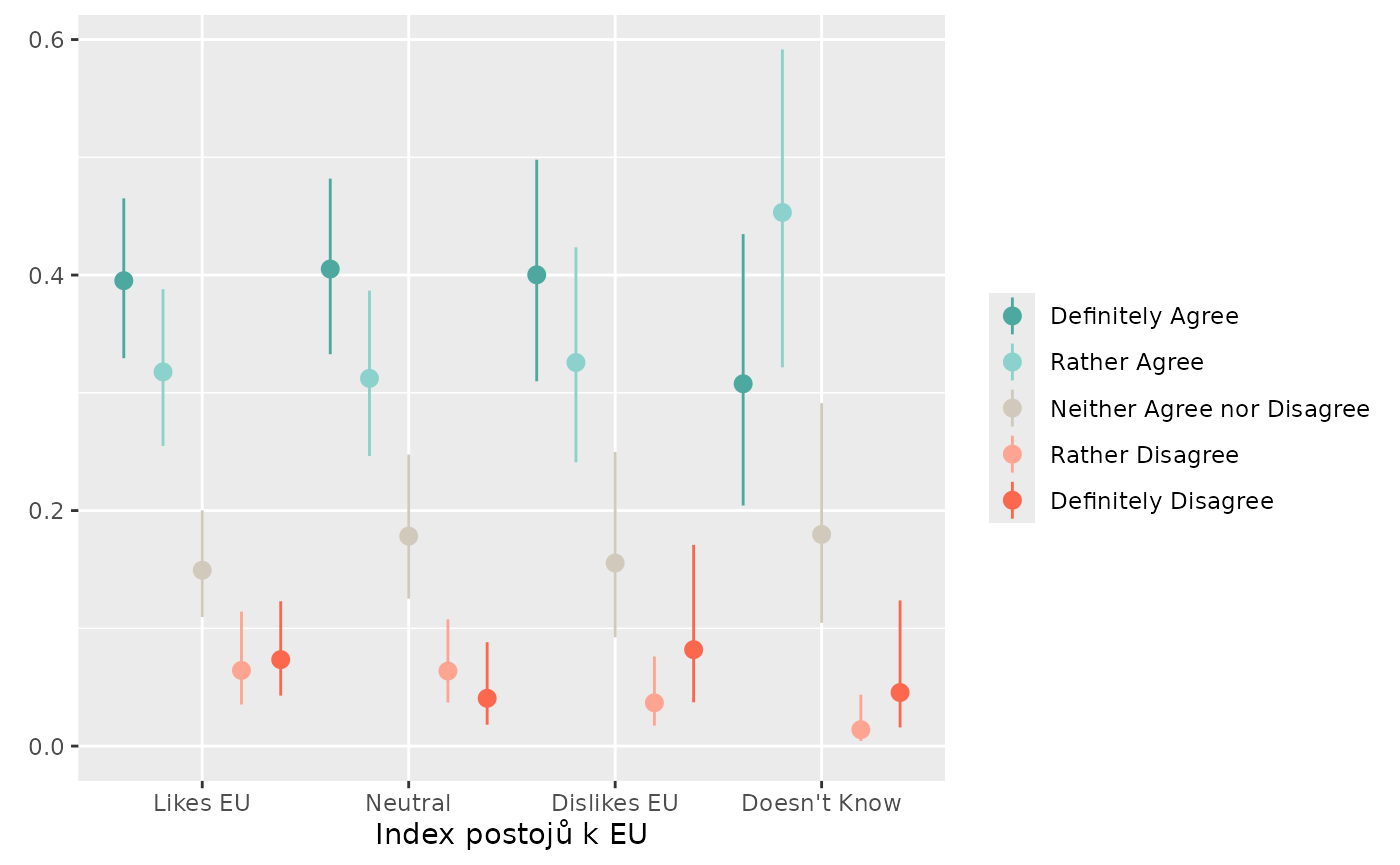 0.6
0.4
0.2
0.0
Likes EU
Neutral
Dislikes EU
Doesn't Know
Index postojů k EU
Definitely Agree
Rather Agree
Neither Agree nor Disagree
Rather Disagree
Definitely Disagree